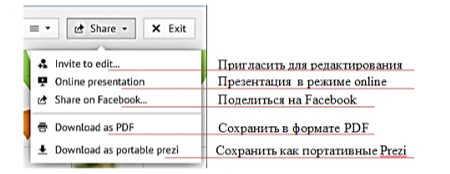 Share Exit
Invite to edit... Пригласить для редактирования
Online presentation Презентация в режиме online
Share on Facebook... Поделиться на Facebook
Download as PDF Сохранить в формате PDF
Download as portable prezi Сохранить как портативные Prezi